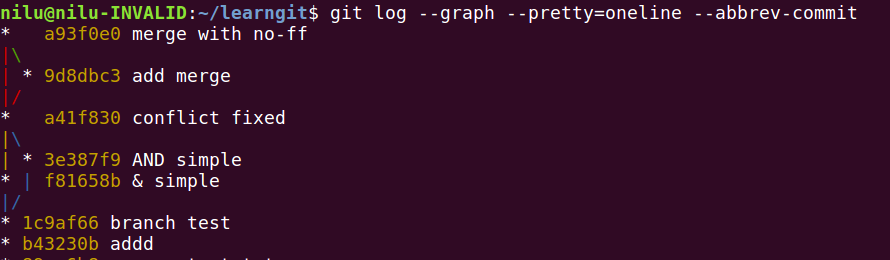 nilu@nilu-INVALID:~/learngit$ git log --graph --pretty=oneline --abbrev-commit
*   a93f0e0 merge with no-ff
|\
| * 9d8dbc3 add merge
|/
*   a41f830 conflict fixed
|\
| * 3e387f9 AND simple
* | f81658b & simple
|/
* 1c9af66 branch test
* b43230b addd